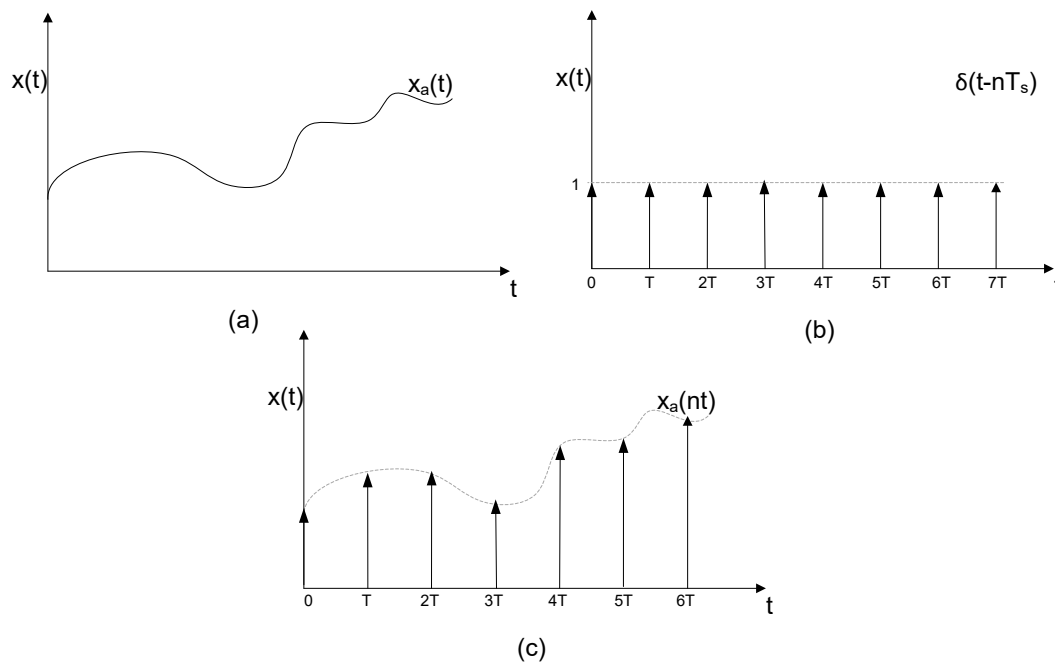 x(t)
xₐ(t)
t
(a)
x(t)
δ(t-nTₛ)
1
0 T 2T 3T 4T 5T 6T 7T
(b)
x(t)
xₐ(nt)
0 T 2T 3T 4T 5T 6T
t
(c)